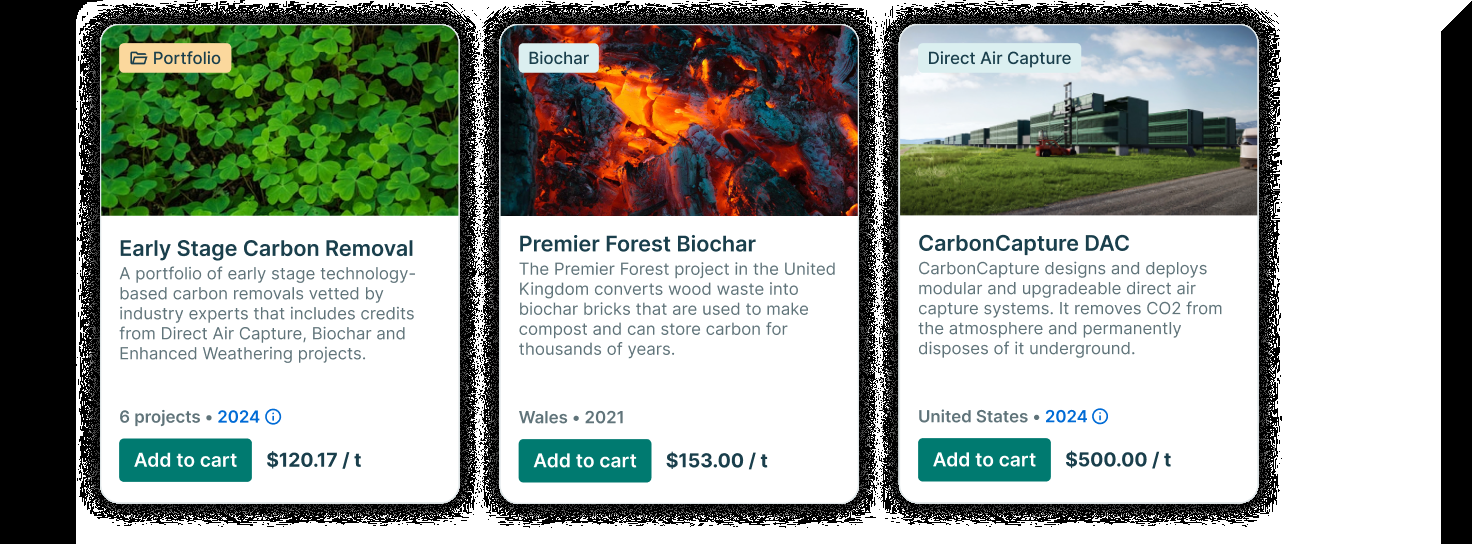 Portfolio
Early Stage Carbon Removal
A portfolio of early stage technology-
based carbon removals vetted by
industry experts that includes credits
from Direct Air Capture, Biochar and
Enhanced Weathering projects.
6 projects • 2024
Add to cart
$120.17 / t
Biochar
Premier Forest Biochar
The Premier Forest project in the United
Kingdom converts wood waste into
biochar bricks that are used to make
compost and can store carbon for
thousands of years.
Wales • 2021
Add to cart
$153.00 / t
Direct Air Capture
CarbonCapture DAC
CarbonCapture designs and deploys
modular and upgradeable direct air
capture systems. It removes CO2 from
the atmosphere and permanently
disposes of it underground.
United States • 2024
Add to cart
$500.00 / t